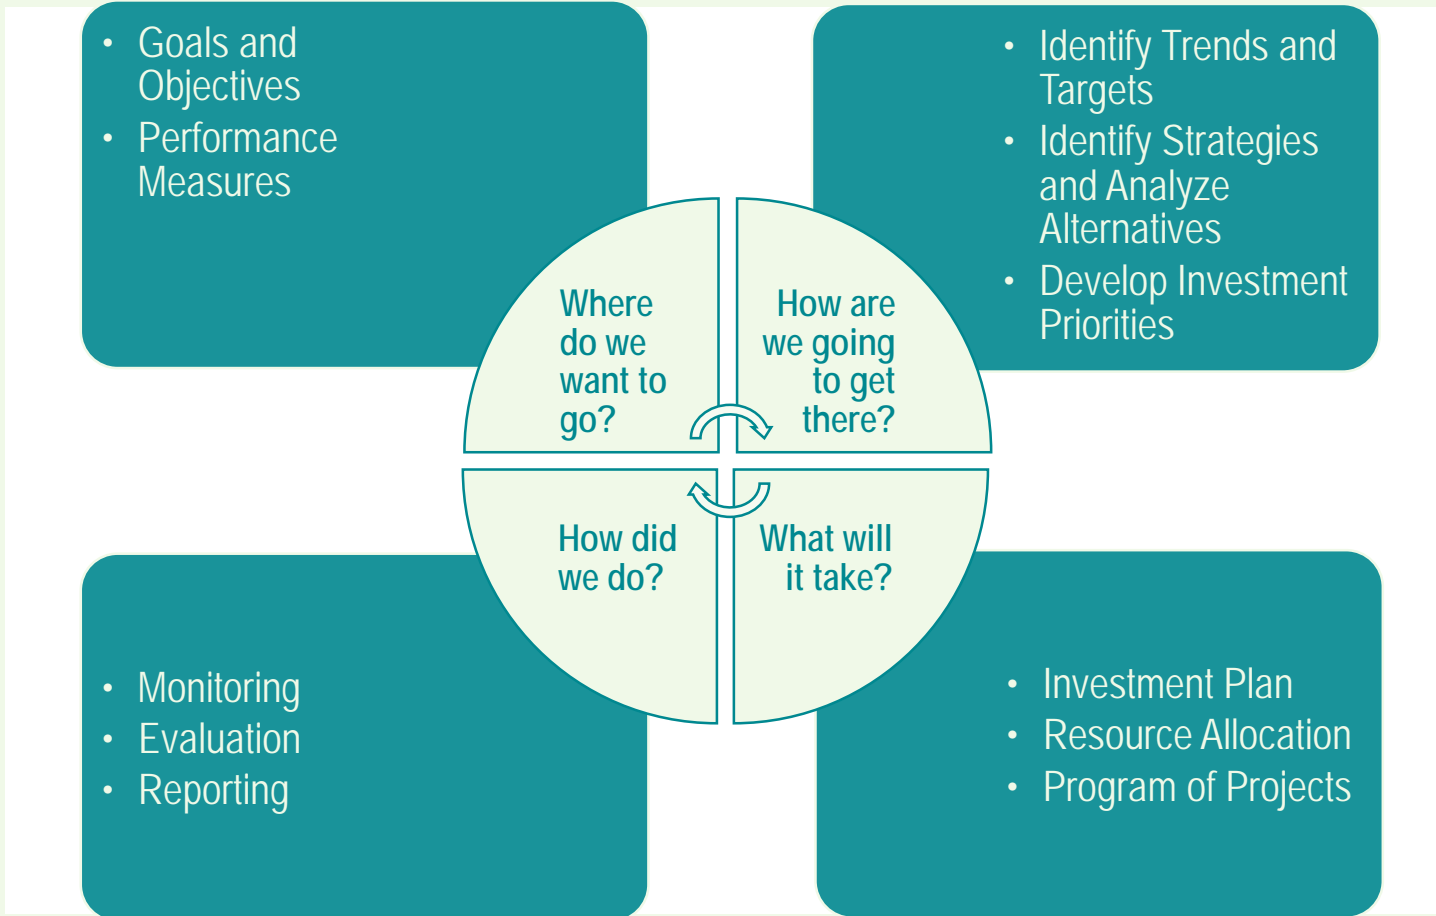 • Goals and
Objectives
• Performance
Measures
• Identify Trends and
Targets
• Identify Strategies
and Analyze
Alternatives
• Develop Investment
Priorities
Where
do we
want to
go?
How are
we going
to get
there?
How did
we do?
What will
it take?
• Monitoring
• Evaluation
• Reporting
• Investment Plan
• Resource Allocation
• Program of Projects